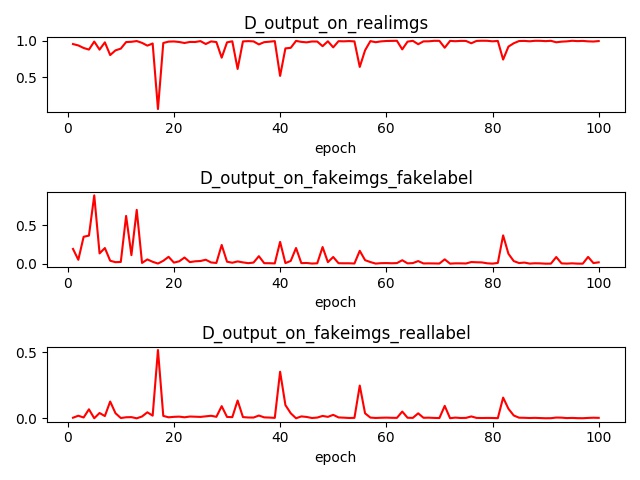 D_output_on_realimgs
1.0
0.5
0 20 40 60 80 100
epoch
D_output_on_fakeimgs_fakelabel
0.5
0.0
0 20 40 60 80 100
epoch
D_output_on_fakeimgs_reallabel
0.5
0.0
0 20 40 60 80 100
epoch